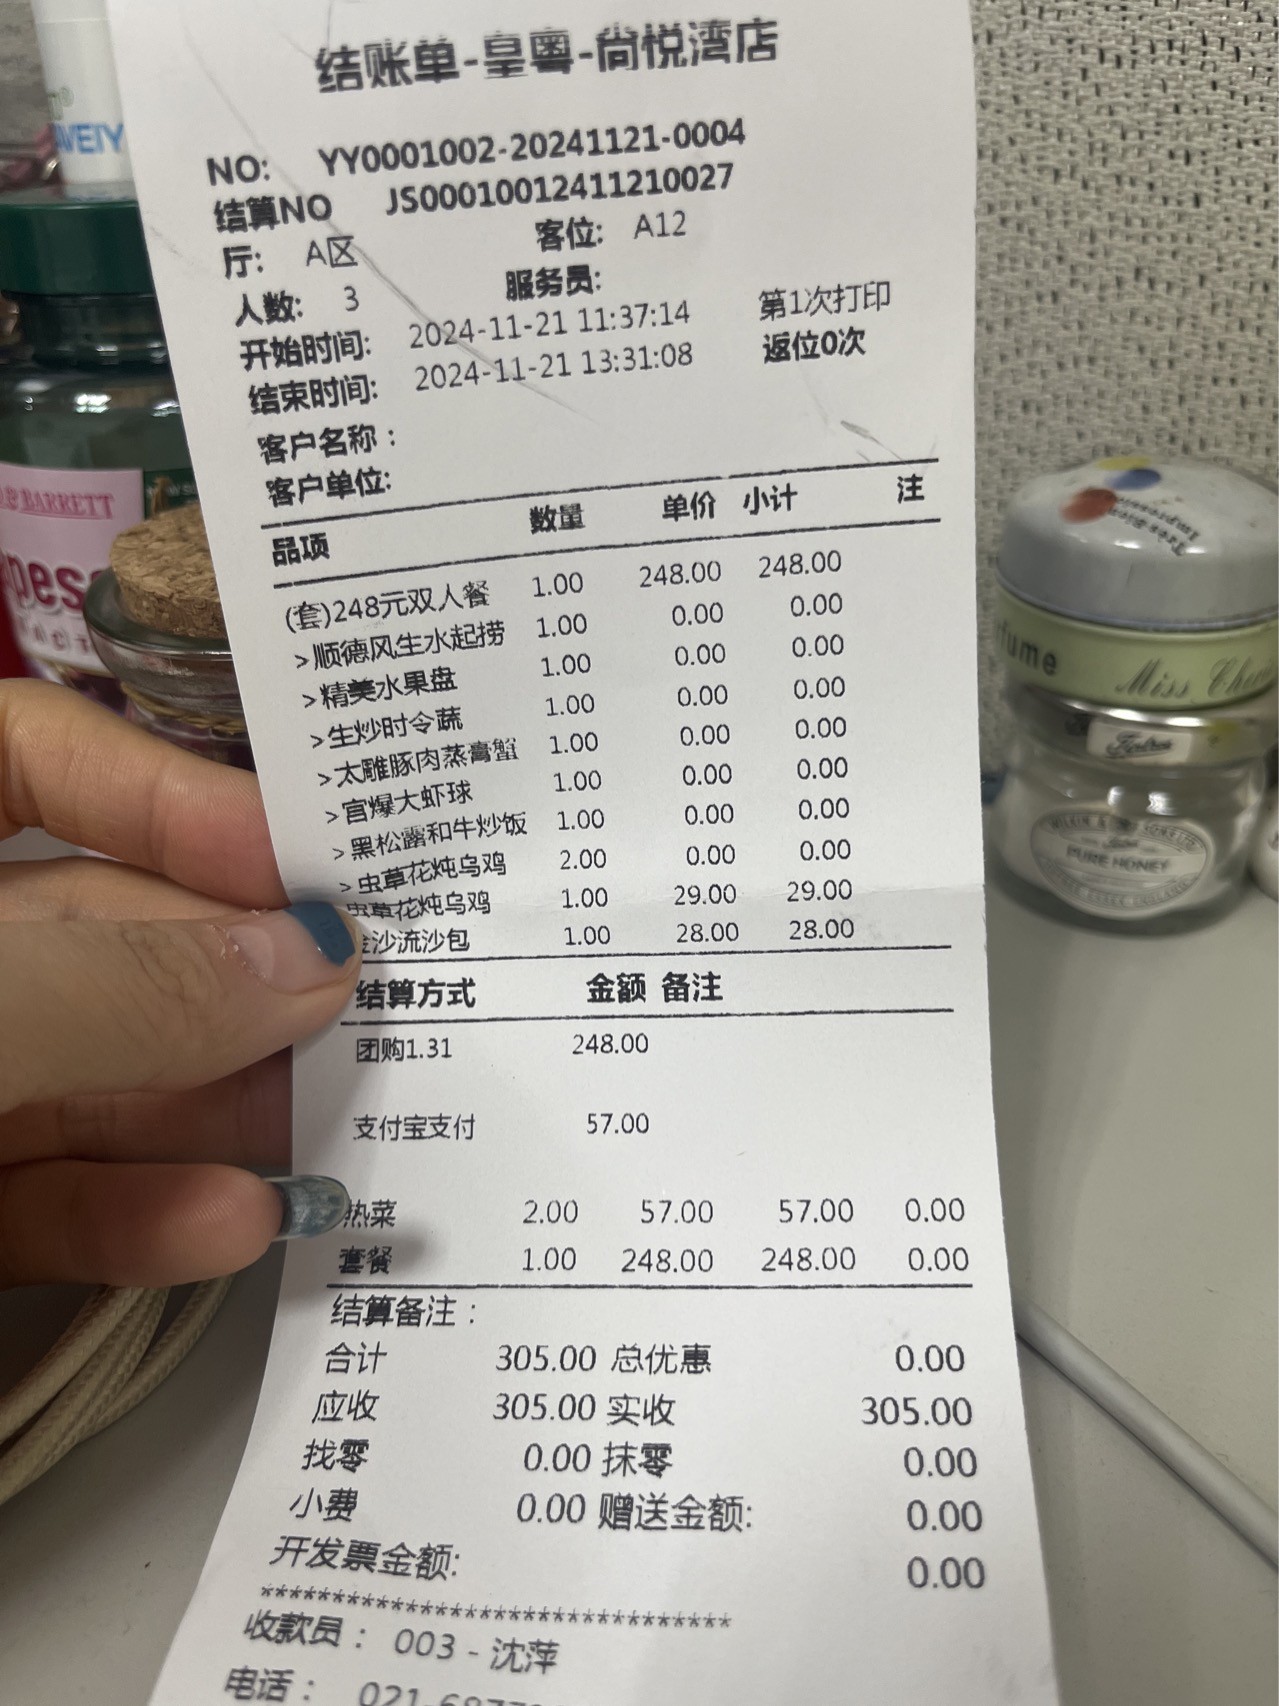 结账单-皇粵-尚悦湾店
NO: YY0001002-20241121-0004
结算NO JS00010012411210027
厅: A区 客位: A12
人数: 3 服务员:
开始时间: 2024-11-21 11:37:14 第1次打印
结束时间: 2024-11-21 13:31:08 返位0次
客户名称：
客户单位:
品项 数量 单价 小计 注
(套)248元双人餐 1.00 248.00 248.00
>顺德风生水起捞 1.00 0.00 0.00
>精美水果盘 1.00 0.00 0.00
>生炒时令蔬 1.00 0.00 0.00
>太雕豚肉蒸膏蟹 1.00 0.00 0.00
>宫爆大虾球 1.00 0.00 0.00
>黑松露和牛炒饭 1.00 0.00 0.00
>虫草花炖乌鸡 2.00 0.00 0.00
虫草花炖乌鸡 1.00 29.00 29.00
金沙流沙包 1.00 28.00 28.00
结算方式 金额 备注
团购1.31 248.00
支付宝支付 57.00
热菜 2.00 57.00 57.00 0.00
套餐 1.00 248.00 248.00 0.00
结算备注：
合计 305.00 总优惠 0.00
应收 305.00 实收 305.00
找零 0.00 抹零 0.00
小费 0.00 赠送金额: 0.00
开发票金额: 0.00
*********************************
收款员： 003 - 沈萍
电话： 021-6877
BARRETT
fume
Miss
PURE HONEY